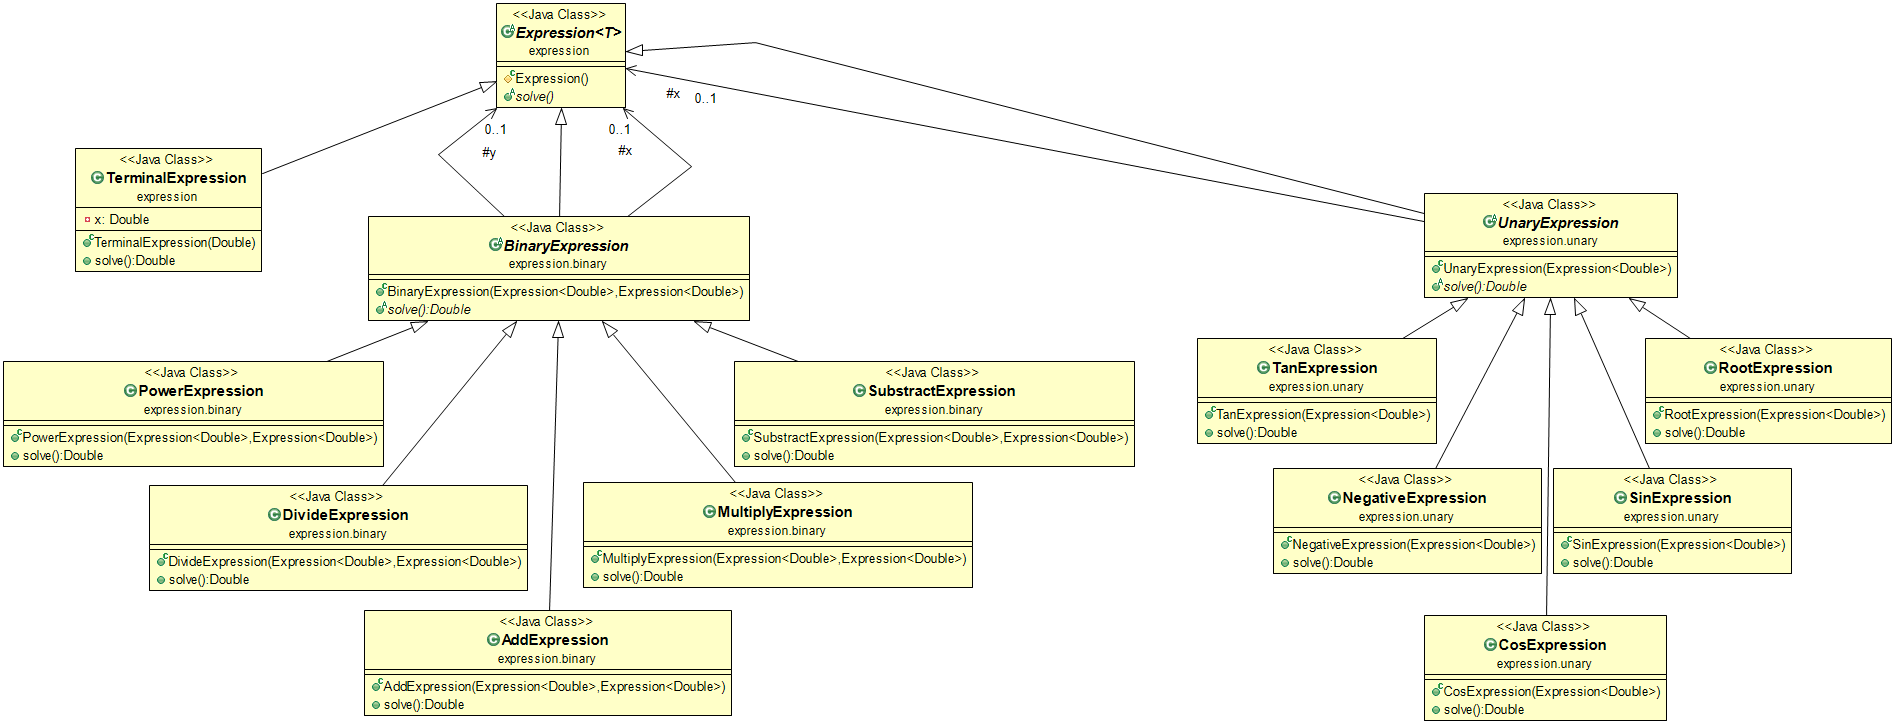 <<Java Class>>
Expression<T>
expression
Expression()
solve()
#x
0..1
0..1
#y
0..1
#x
<<Java Class>>
TerminalExpression
expression
x: Double
TerminalExpression(Double)
solve():Double
<<Java Class>>
BinaryExpression
expression.binary
BinaryExpression(Expression<Double>,Expression<Double>)
solve():Double
<<Java Class>>
UnaryExpression
expression.unary
UnaryExpression(Expression<Double>)
solve():Double
<<Java Class>>
PowerExpression
expression.binary
PowerExpression(Expression<Double>,Expression<Double>)
solve():Double
<<Java Class>>
SubstractExpression
expression.binary
SubstractExpression(Expression<Double>,Expression<Double>)
solve():Double
<<Java Class>>
TanExpression
expression.unary
TanExpression(Expression<Double>)
solve():Double
<<Java Class>>
RootExpression
expression.unary
RootExpression(Expression<Double>)
solve():Double
<<Java Class>>
DivideExpression
expression.binary
DivideExpression(Expression<Double>,Expression<Double>)
solve():Double
<<Java Class>>
MultiplyExpression
expression.binary
MultiplyExpression(Expression<Double>,Expression<Double>)
solve():Double
<<Java Class>>
NegativeExpression
expression.unary
NegativeExpression(Expression<Double>)
solve():Double
<<Java Class>>
SinExpression
expression.unary
SinExpression(Expression<Double>)
solve():Double
<<Java Class>>
AddExpression
expression.binary
AddExpression(Expression<Double>,Expression<Double>)
solve():Double
<<Java Class>>
CosExpression
expression.unary
CosExpression(Expression<Double>)
solve():Double